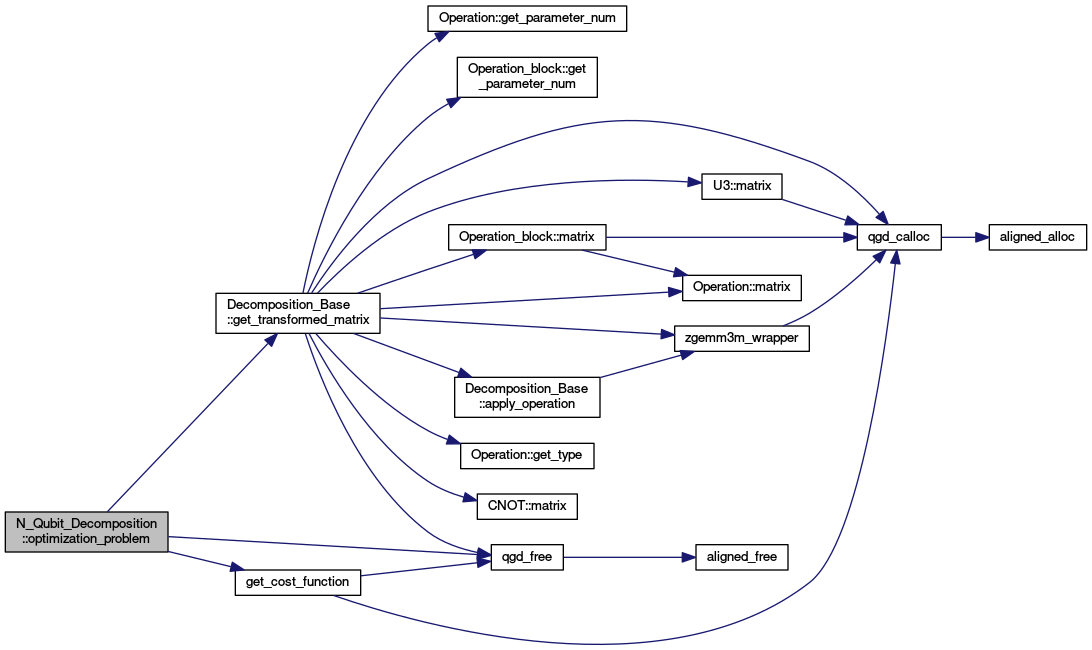 Operation::get_parameter_num
Operation_block::get
_parameter_num
U3::matrix
Operation_block::matrix
qgd_calloc
aligned_alloc
Operation::matrix
Decomposition_Base
::get_transformed_matrix
zgemm3m_wrapper
Decomposition_Base
::apply_operation
Operation::get_type
CNOT::matrix
N_Qubit_Decomposition
::optimization_problem
qgd_free
aligned_free
get_cost_function